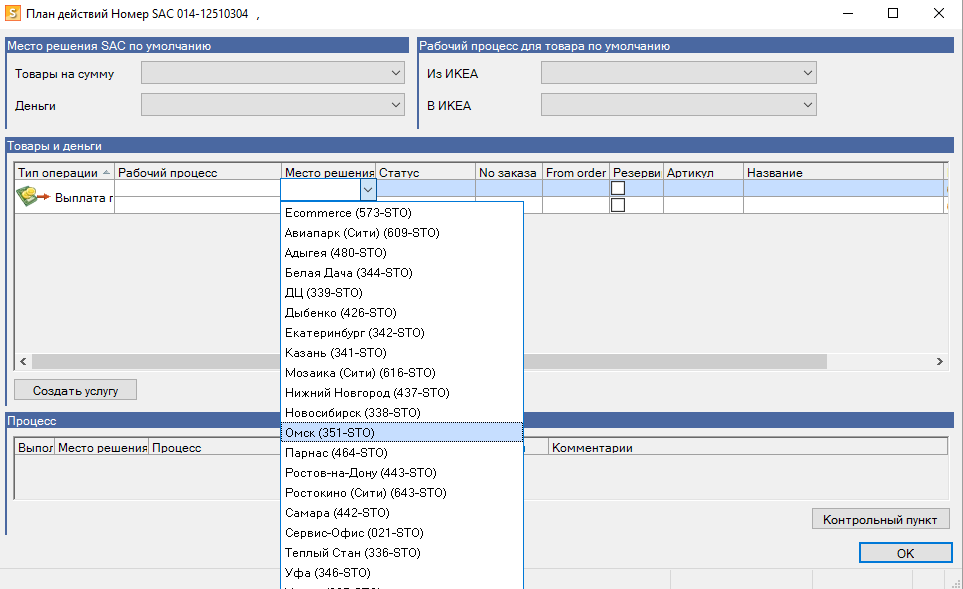 S План действий Номер SAC 014-12510304 ,
Место решения SAC по умолчанию
Рабочий процесс для товара по умолчанию
Товары на сумму
Из ИКЕА
Деньги
В ИКЕА
Товары и деньги
Тип операции Рабочий процесс Место решения Статус No заказа From order Резерви Артикул Название
Выплата г
Ecommerce (573-STO)
Авиапарк (Сити) (609-STO)
Адыгея (480-STO)
Белая Дача (344-STO)
ДЦ (339-STO)
Дыбенко (426-STO)
Екатеринбург (342-STO)
Казань (341-STO)
Мозаика (Сити) (616-STO)
Нижний Новгород (437-STO)
Новосибирск (338-STO)
Омск (351-STO)
Парнас (464-STO)
Ростов-на-Дону (443-STO)
Ростокино (Сити) (643-STO)
Самара (442-STO)
Сервис-Офис (021-STO)
Теплый Стан (336-STO)
Уфа (346-STO)
Создать услугу
Процесс
Выпол Место решения Процесс Комментарии
Контрольный пункт
OK